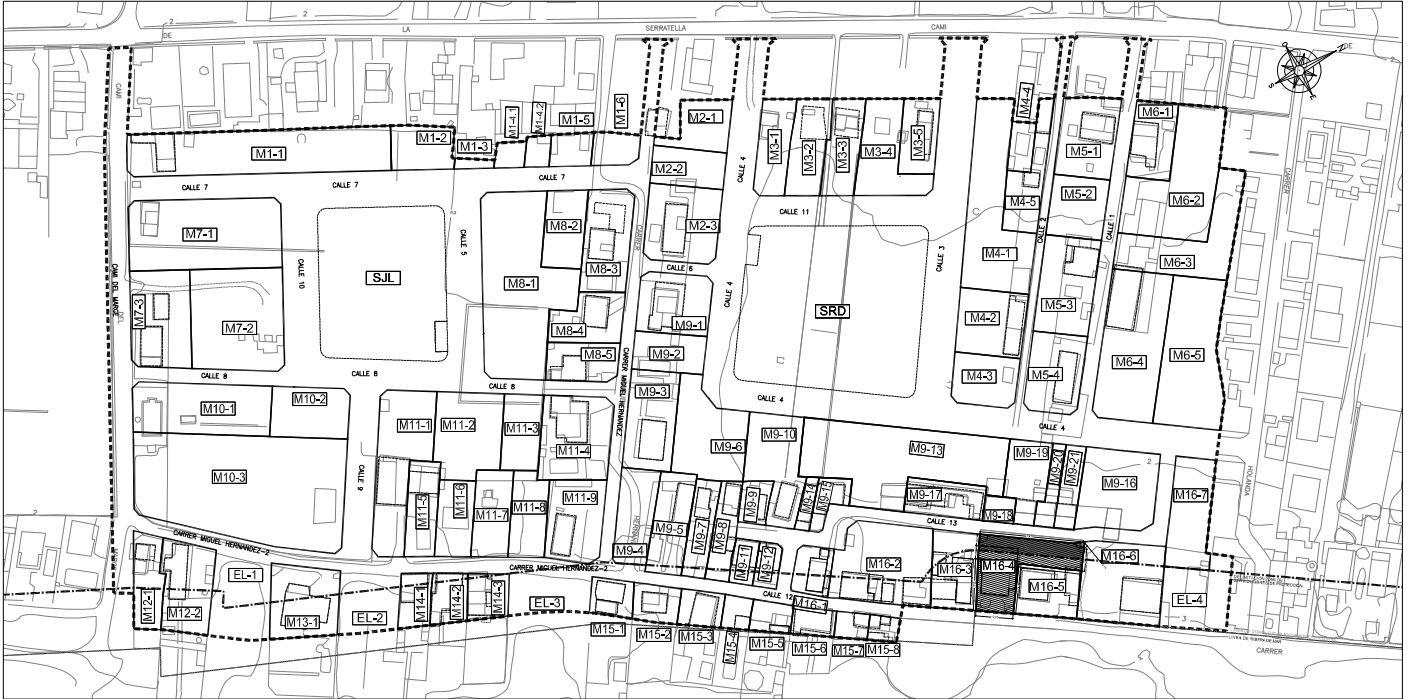 2
2
DE
LA
SERRATELLA
CAMI
DE
CAMI
M1-1
M1-2
M1-3
M1-4.1
M1-4.2
M1-5
M1-6
M2-1
M2-2
M2-3
M3-1
M3-2
M3-3
M3-4
M3-5
M4-4
M4-5
M5-1
M5-2
M6-1
M6-2
M6-3
CARRER
CALLE 7
CALLE 7
CALLE 7
CALLE 4
CALLE 11
CALLE 2
CALLE 1
M7-1
M7-2
M7-3
CAMI DEL MARGE
DEL
CALLE 10
SJL
2
CALLE 5
M8-1
M8-2
M8-3
M8-4
M8-5
CARRER
CARRER MIGUEL HERNANDEZ
CALLE 6
CALLE 4
M9-1
M9-2
M9-3
SRD
CALLE 3
M4-1
M4-2
M4-3
M5-3
M5-4
M6-4
M6-5
CALLE 8
CALLE 8
CALLE 8
CALLE 4
CALLE 4
M10-1
M10-2
M10-3
CALLE 9
M11-1
M11-2
M11-3
M11-4
M11-5
M11-6
M11-7
M11-8
M11-9
M9-6
M9-10
M9-13
M9-19
M9-20
M9-21
M9-16
2
M16-7
HOLANDA
2
M9-4
M9-5
M9-7
M9-8
M9-9
M9-11
M9-12
M9-14
M9-15
M9-17
M9-18
CALLE 13
CARRER MIGUEL HERNANDEZ-2
CARRER MIGUEL HERNANDEZ-2
CALLE 12
M12-1
M12-2
EL-1
M13-1
EL-2
M14-1
M14-2
M14-3
EL-3
M15-1
M15-2
M15-3
M15-4
M15-5
M15-6
M15-7
M15-8
M16-1
M16-2
M16-3
M16-4
M16-5
M16-6
EL-4
3
CARRER